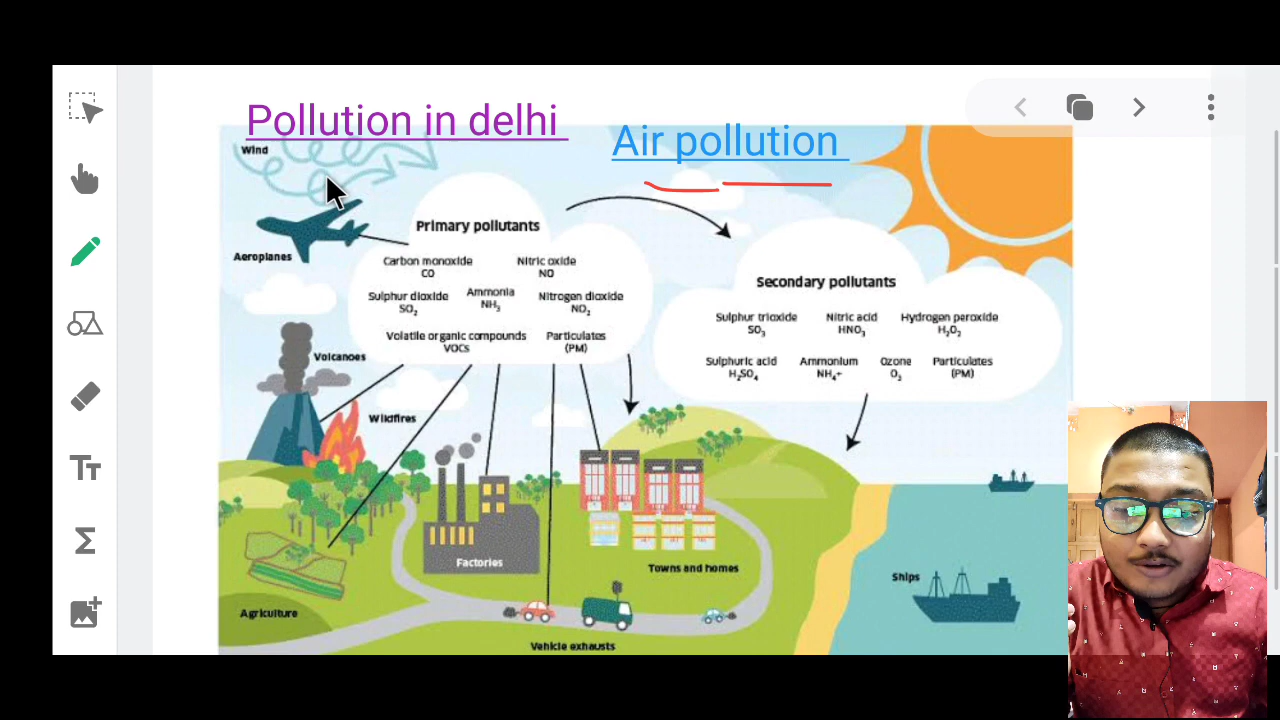 Pollution in delhi
Air pollution
Wind
Primary pollutants
Aeroplanes
Carbon monoxide
CO
Nitric oxide
NO
Sulphur dioxide
SO₂
Ammonia
NH₃
Nitrogen dioxide
NO₂
Volatile organic compounds
VOCs
Particulates
(PM)
Secondary pollutants
Sulphur trioxide
SO₃
Nitric acid
HNO₃
Hydrogen peroxide
H₂O₂
Sulphuric acid
H₂SO₄
Ammonium
NH₄+
Ozone
O₃
Particulates
(PM)
Volcanoes
Wildfires
Factories
Towns and homes
Ships
Agriculture
Vehicle exhausts
TT
Σ